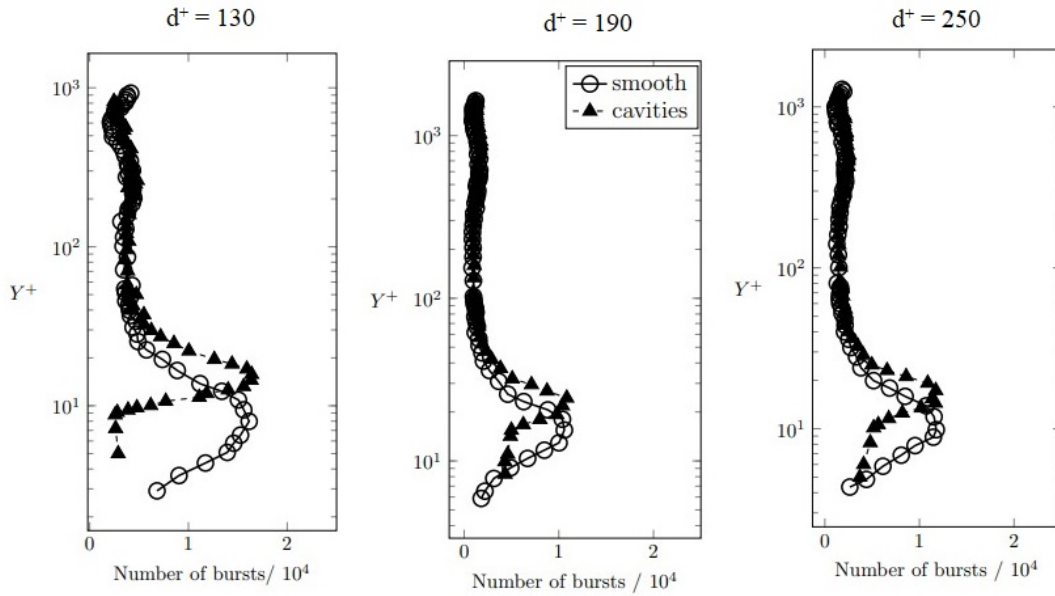 d⁺ = 130
d⁺ = 190
d⁺ = 250
10³
10²
10¹
Y⁺
0
1
2
Number of bursts/ 10⁴
smooth
cavities
10³
10²
10¹
Y⁺
0
1
2
Number of bursts / 10⁴
10³
10²
10¹
Y⁺
0
1
2
Number of bursts / 10⁴